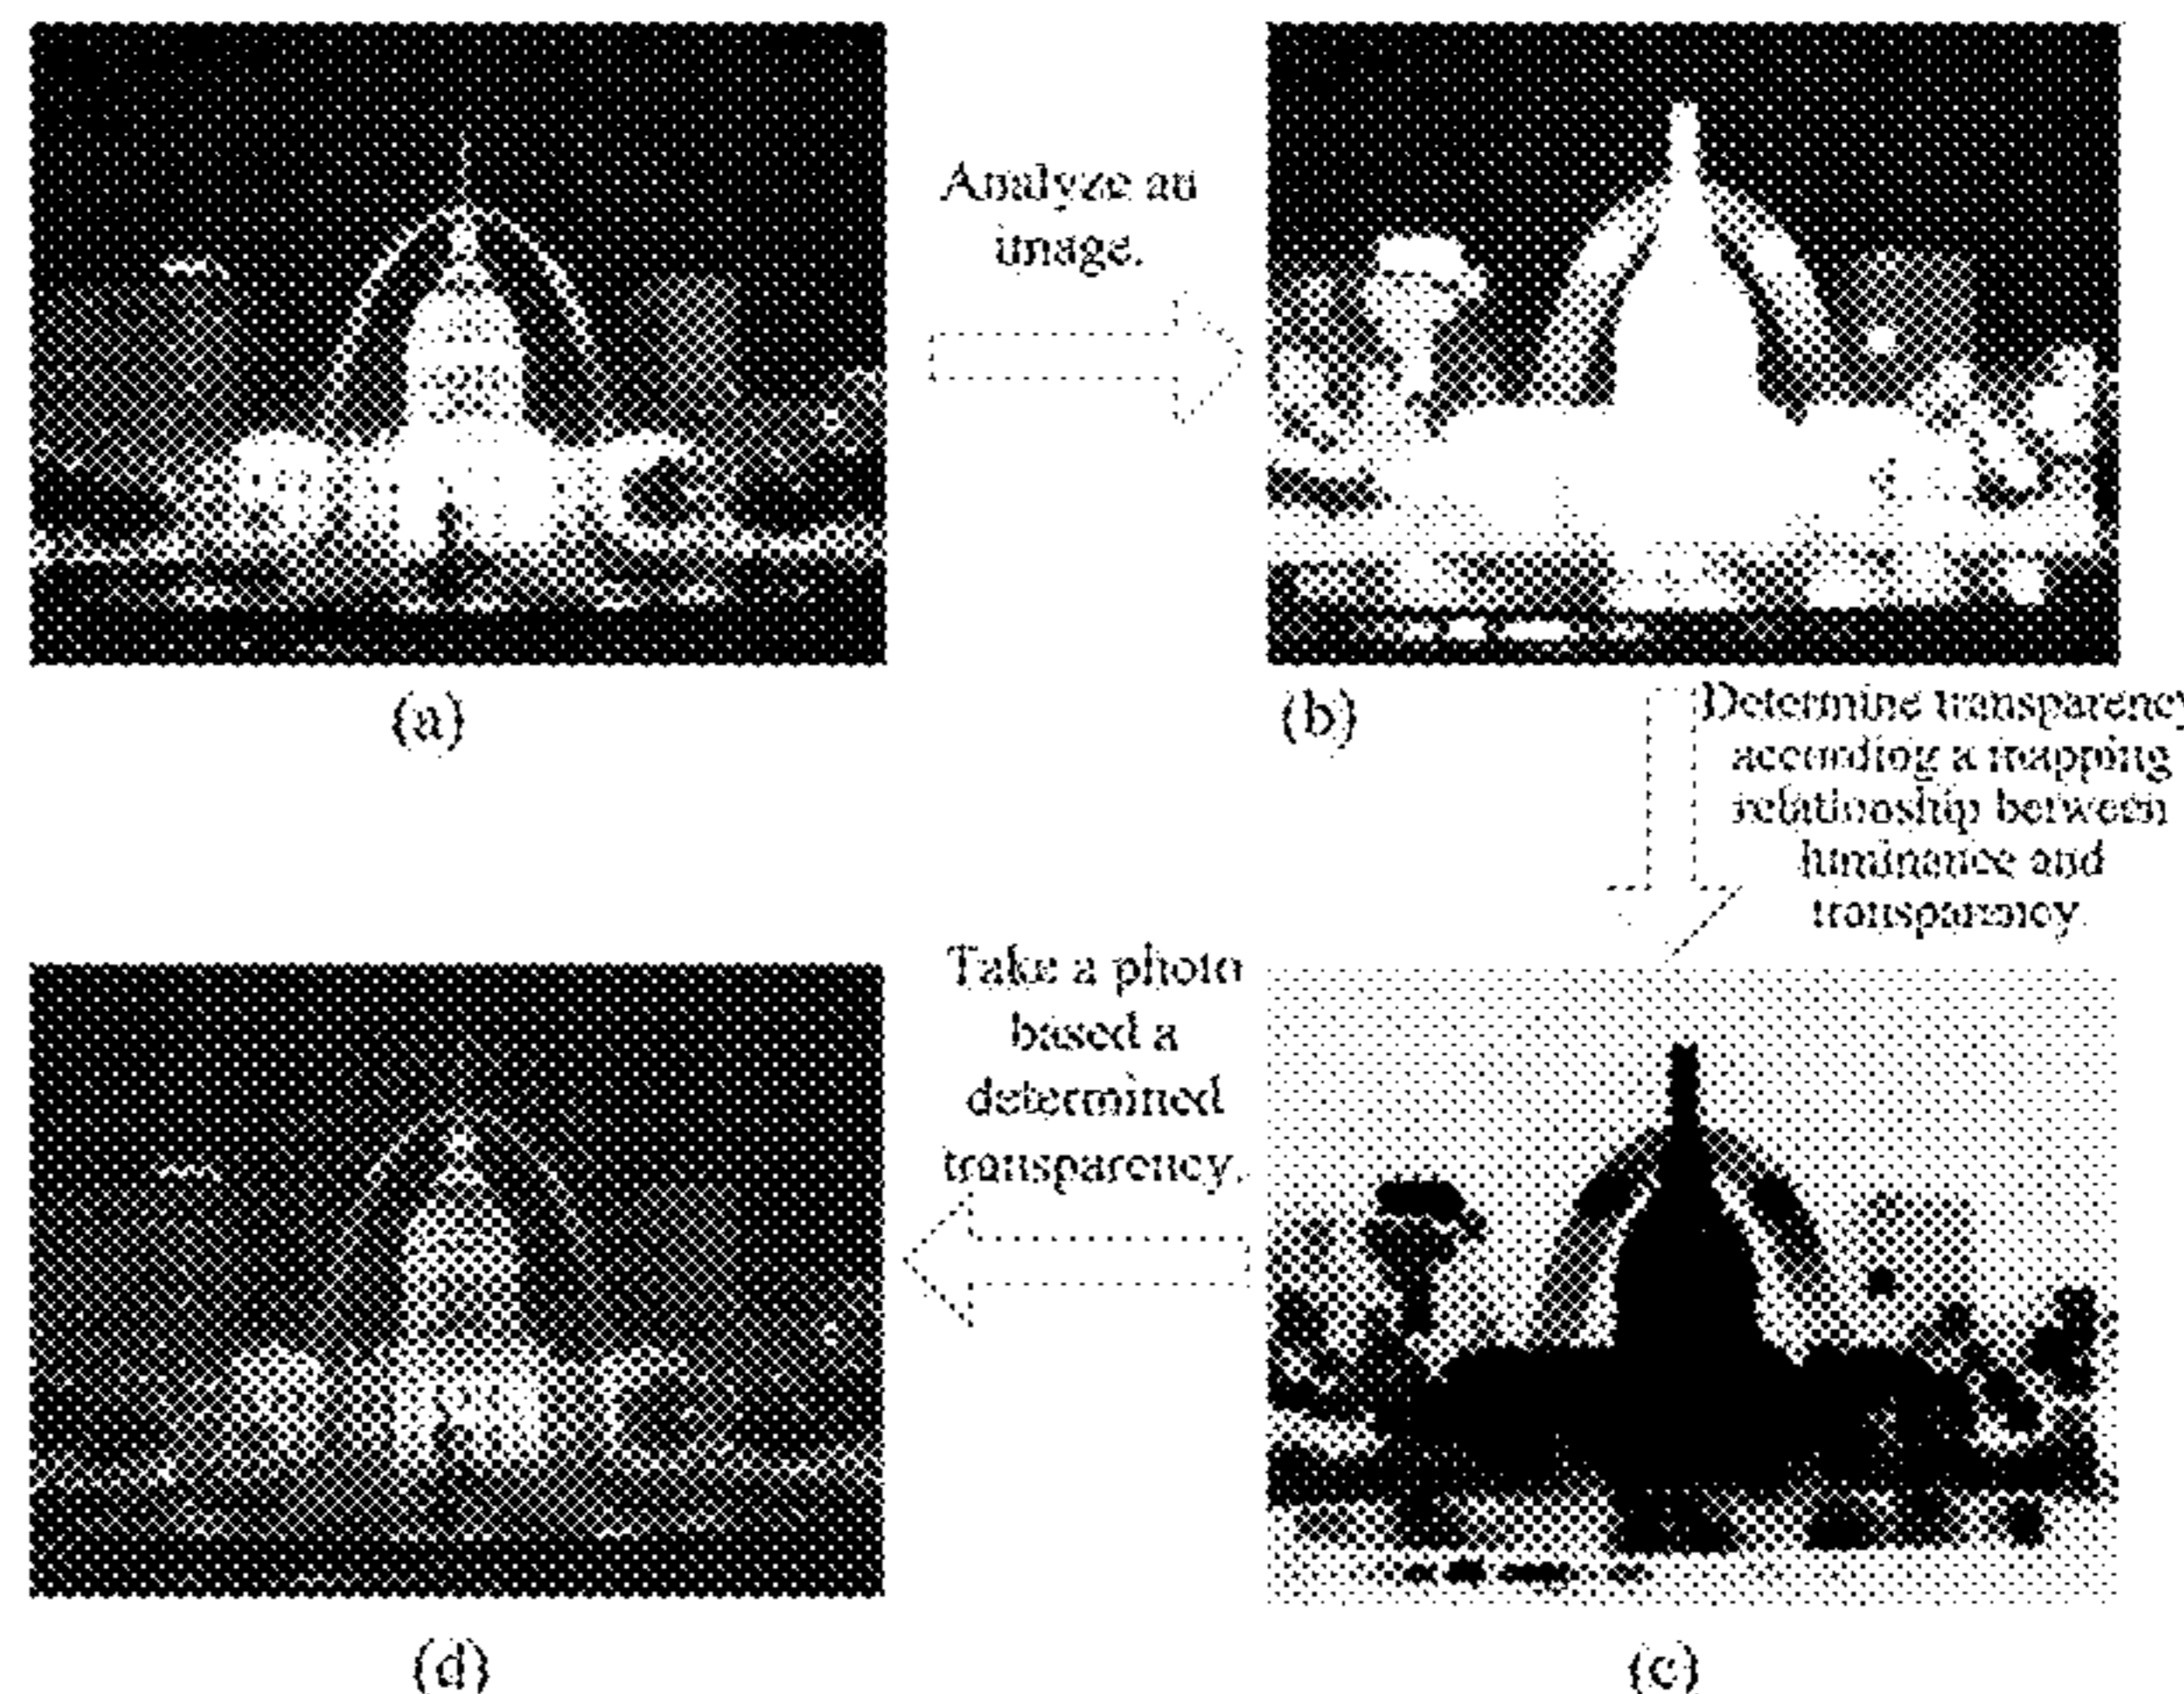 Analyze an
image.
(a)
(b)
Determine transparency
according a mapping
relationship between
luminance and
transparency.
Take a photo
based a
determined
transparency.
(d)
(c)